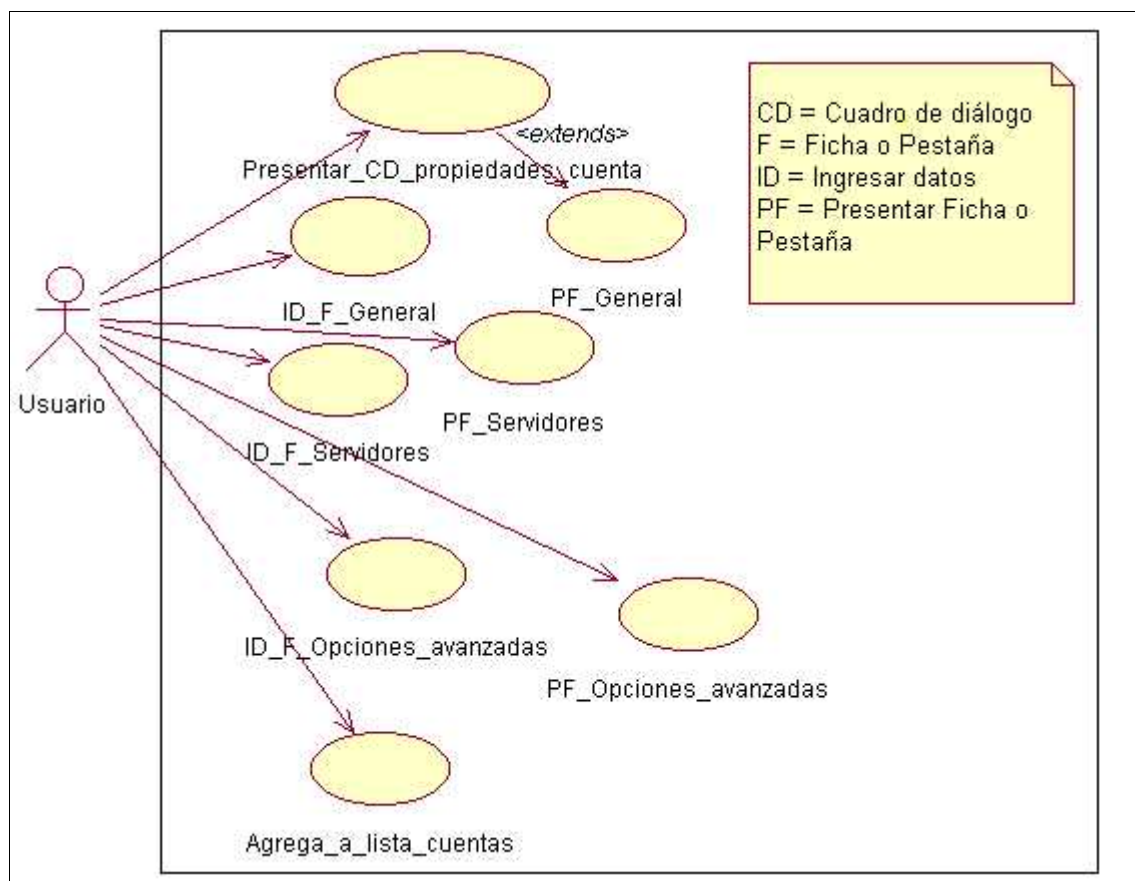 CD = Cuadro de diálogo
F = Ficha o Pestaña
ID = Ingresar datos
PF = Presentar Ficha o
Pestaña
<extends>
Presentar_CD_propiedades_cuenta
PF_General
ID_F_General
Usuario
PF_Servidores
ID_F_Servidores
ID_F_Opciones_avanzadas
PF_Opciones_avanzadas
Agrega_a_lista_cuentas